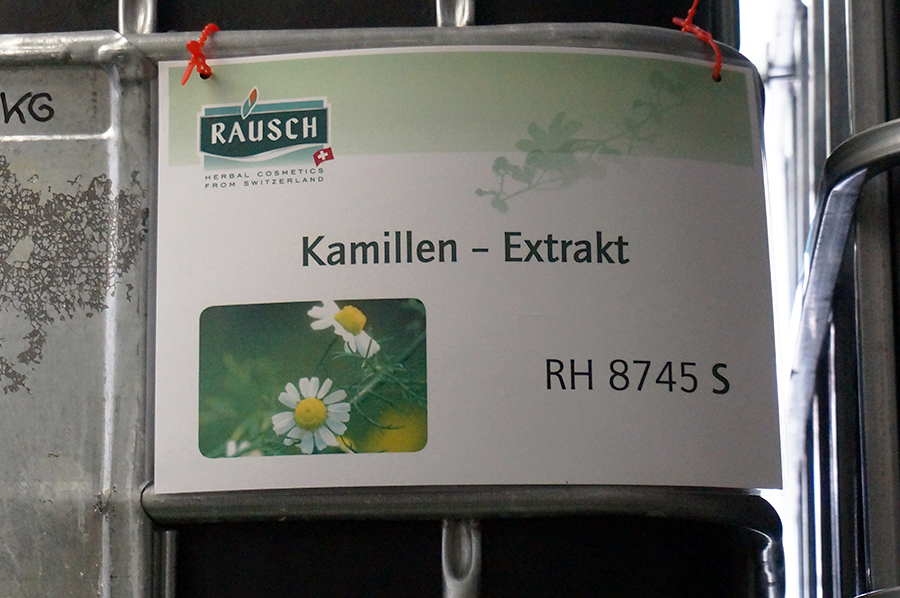 KG
RAUSCH
HERBAL COSMETICS
FROM SWITZERLAND
Kamillen – Extrakt
RH 8745 S